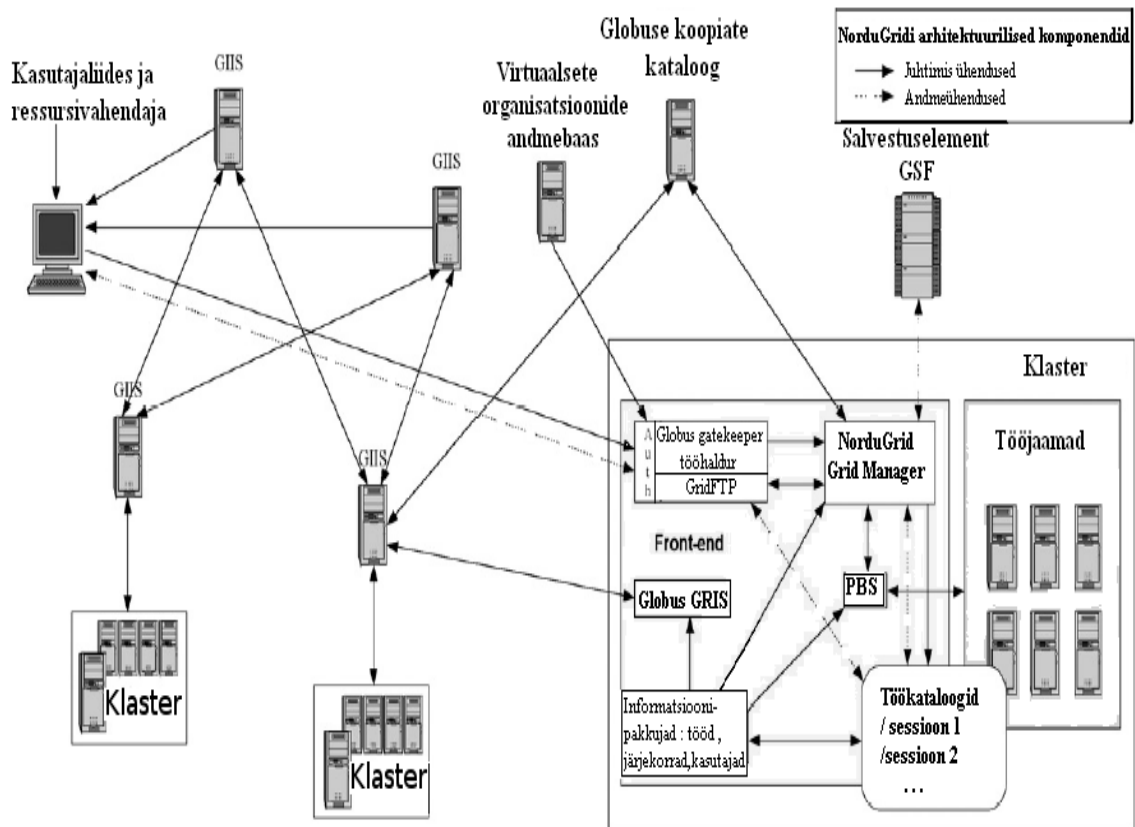 NorduGridi arhitektuurilised komponendid
Juhtimis ühendused
Andmeühendused
Kasutajaliides ja
ressursivahendaja
GIIS
GIIS
Virtuaalsete
organisatsioonide
andmebaas
Globuse koopiate
kataloog
Salvestuselement
GSF
GIIS
GIIS
Klaster
Klaster
Klaster
Auth
Globus gatekeeper
tööhaldur
GridFTP
NorduGrid
Grid Manager
Tööjaamad
Front-end
Globus GRIS
PBS
Informatsiooni-
pakkujad : tööd ,
järjekorrad,kasutajad
Töökataloogid
/ sessioon 1
/sessioon 2
...